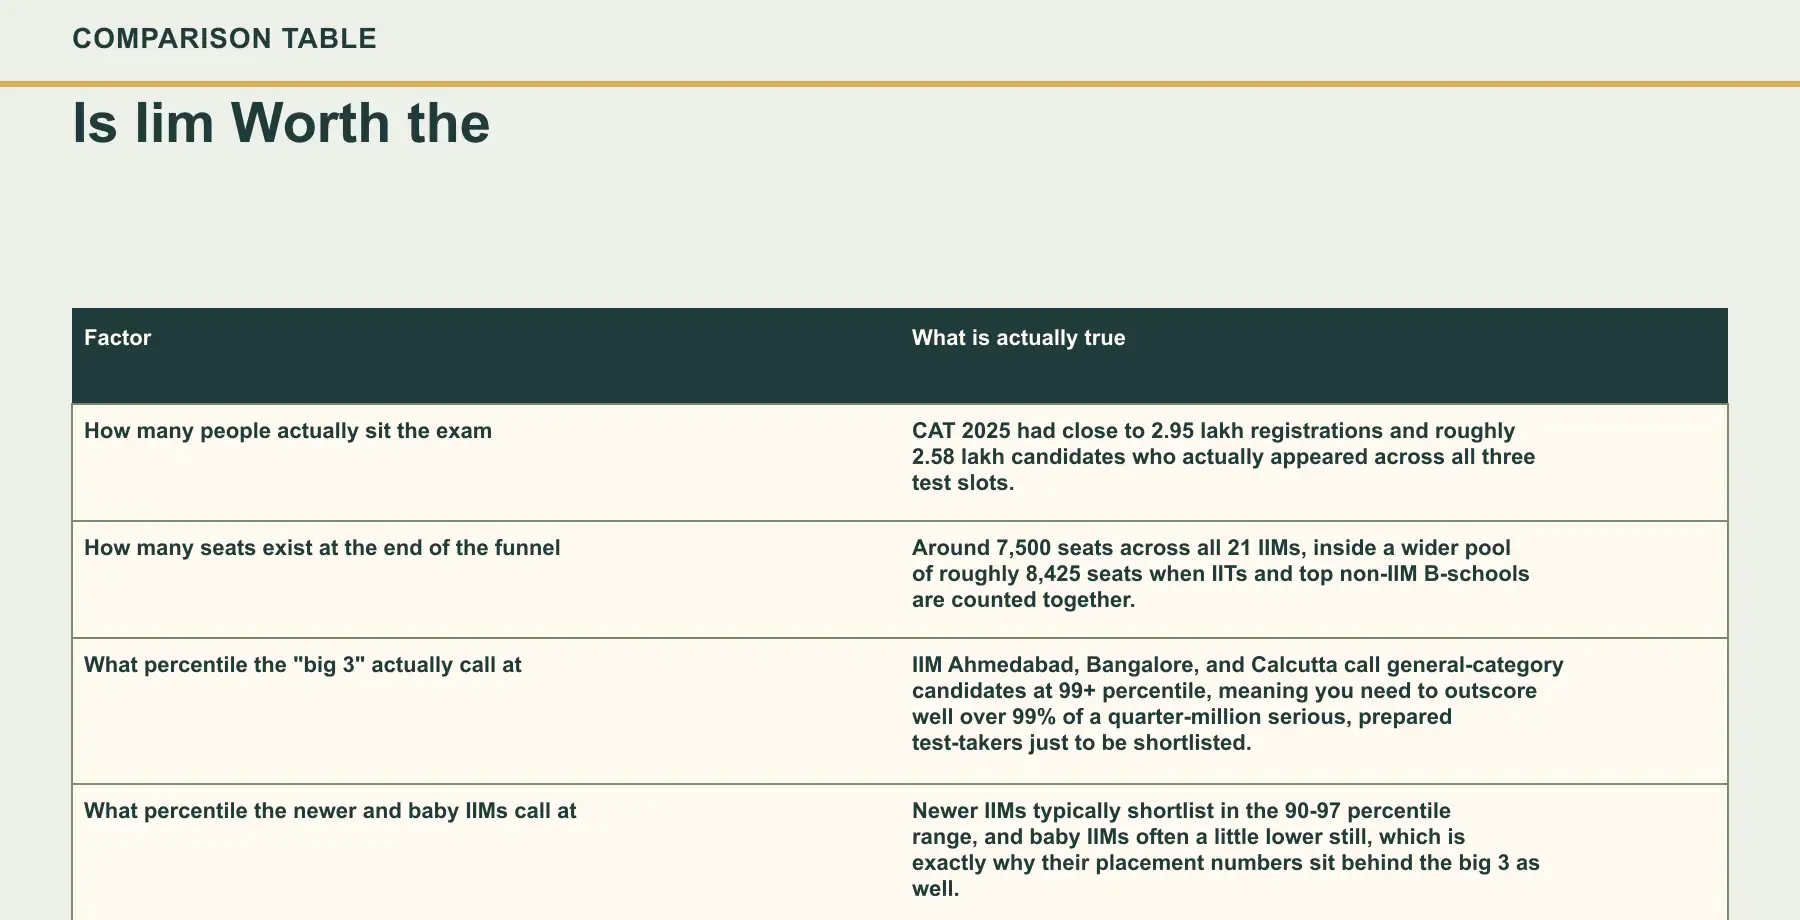 COMPARISON TABLE
Is Iim Worth the
Factor
What is actually true
How many people actually sit the exam
CAT 2025 had close to 2.95 lakh registrations and roughly
2.58 lakh candidates who actually appeared across all three
test slots.
How many seats exist at the end of the funnel
Around 7,500 seats across all 21 IIMs, inside a wider pool
of roughly 8,425 seats when IITs and top non-IIM B-schools
are counted together.
What percentile the "big 3" actually call at
IIM Ahmedabad, Bangalore, and Calcutta call general-category
candidates at 99+ percentile, meaning you need to outscore
well over 99% of a quarter-million serious, prepared
test-takers just to be shortlisted.
What percentile the newer and baby IIMs call at
Newer IIMs typically shortlist in the 90-97 percentile
range, and baby IIMs often a little lower still, which is
exactly why their placement numbers sit behind the big 3 as
well.